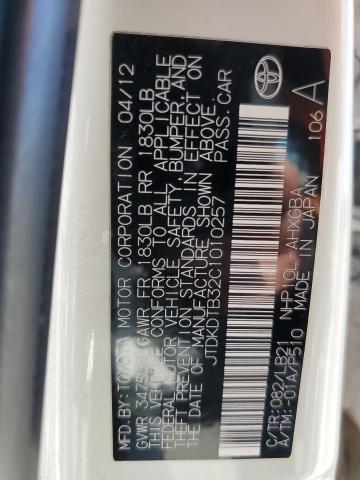 MFD.BY: TOYOTA MOTOR CORPORATION 04/12
GVWR 3475 GAWR FR 1830LB RR 1830LB
THIS VEHICLE CONFORMS TO ALL APPLICABLE
FEDERAL MOTOR VEHICLE SAFETY, BUMPER, AND
THEFT PREVENTION STANDARDS IN EFFECT ON
THE DATE OF MANUFACTURE SHOWN ABOVE.
JTDKDTB32C1010257 PASS. CAR
C/TR:082/LB21 NHP10L-AHXGBA
A/TM:-01A/P510 MADE IN JAPAN 106 A